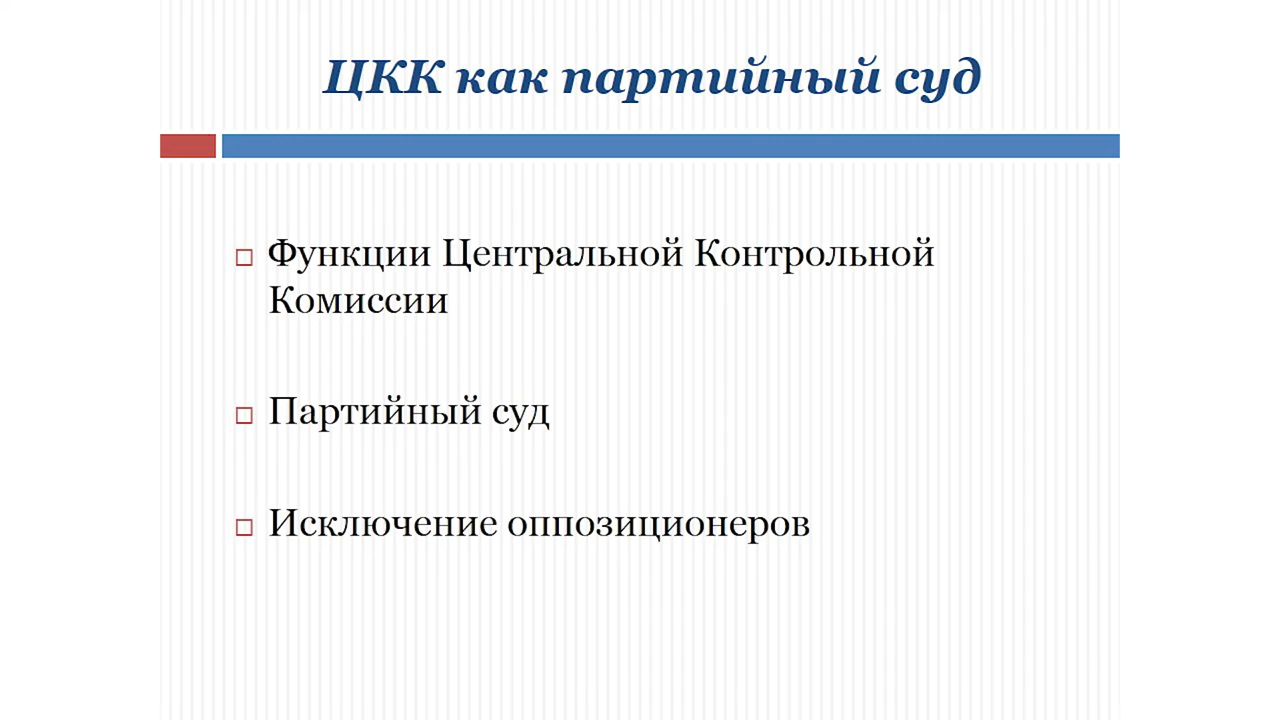 ЦКК как партийный суд
Функции Центральной Контрольной
Комиссии
Партийный суд
Исключение оппозиционеров